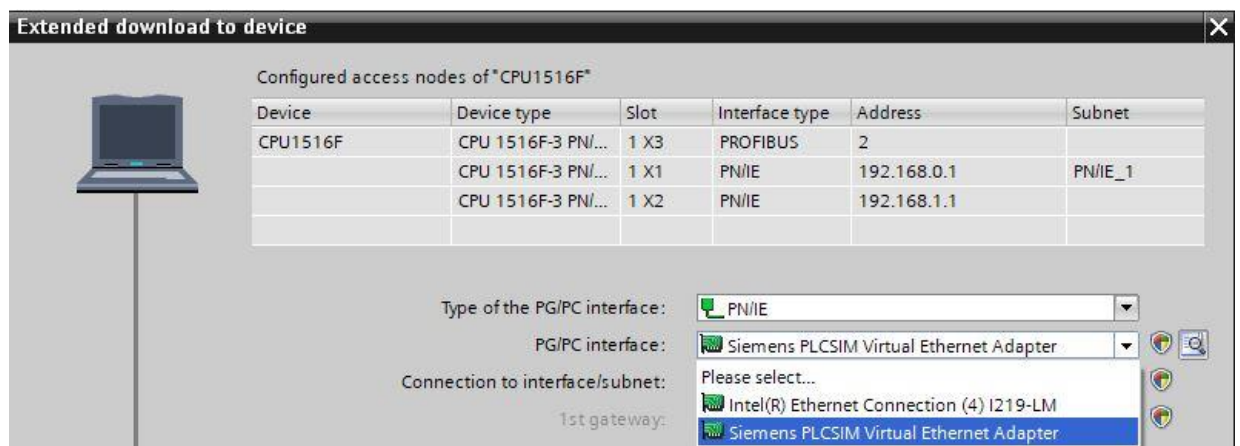 Extended download to device
Configured access nodes of "CPU1516F"
Device Device type Slot Interface type Address Subnet
CPU1516F CPU 1516F-3 PN/... 1 X3 PROFIBUS 2
CPU 1516F-3 PN/... 1 X1 PN/IE 192.168.0.1 PN/IE_1
CPU 1516F-3 PN/... 1 X2 PN/IE 192.168.1.1
Type of the PG/PC interface: PN/IE
PG/PC interface: Siemens PLCSIM Virtual Ethernet Adapter
Connection to interface/subnet: Please select...
Intel(R) Ethernet Connection (4) I219-LM
1st gateway: Siemens PLCSIM Virtual Ethernet Adapter